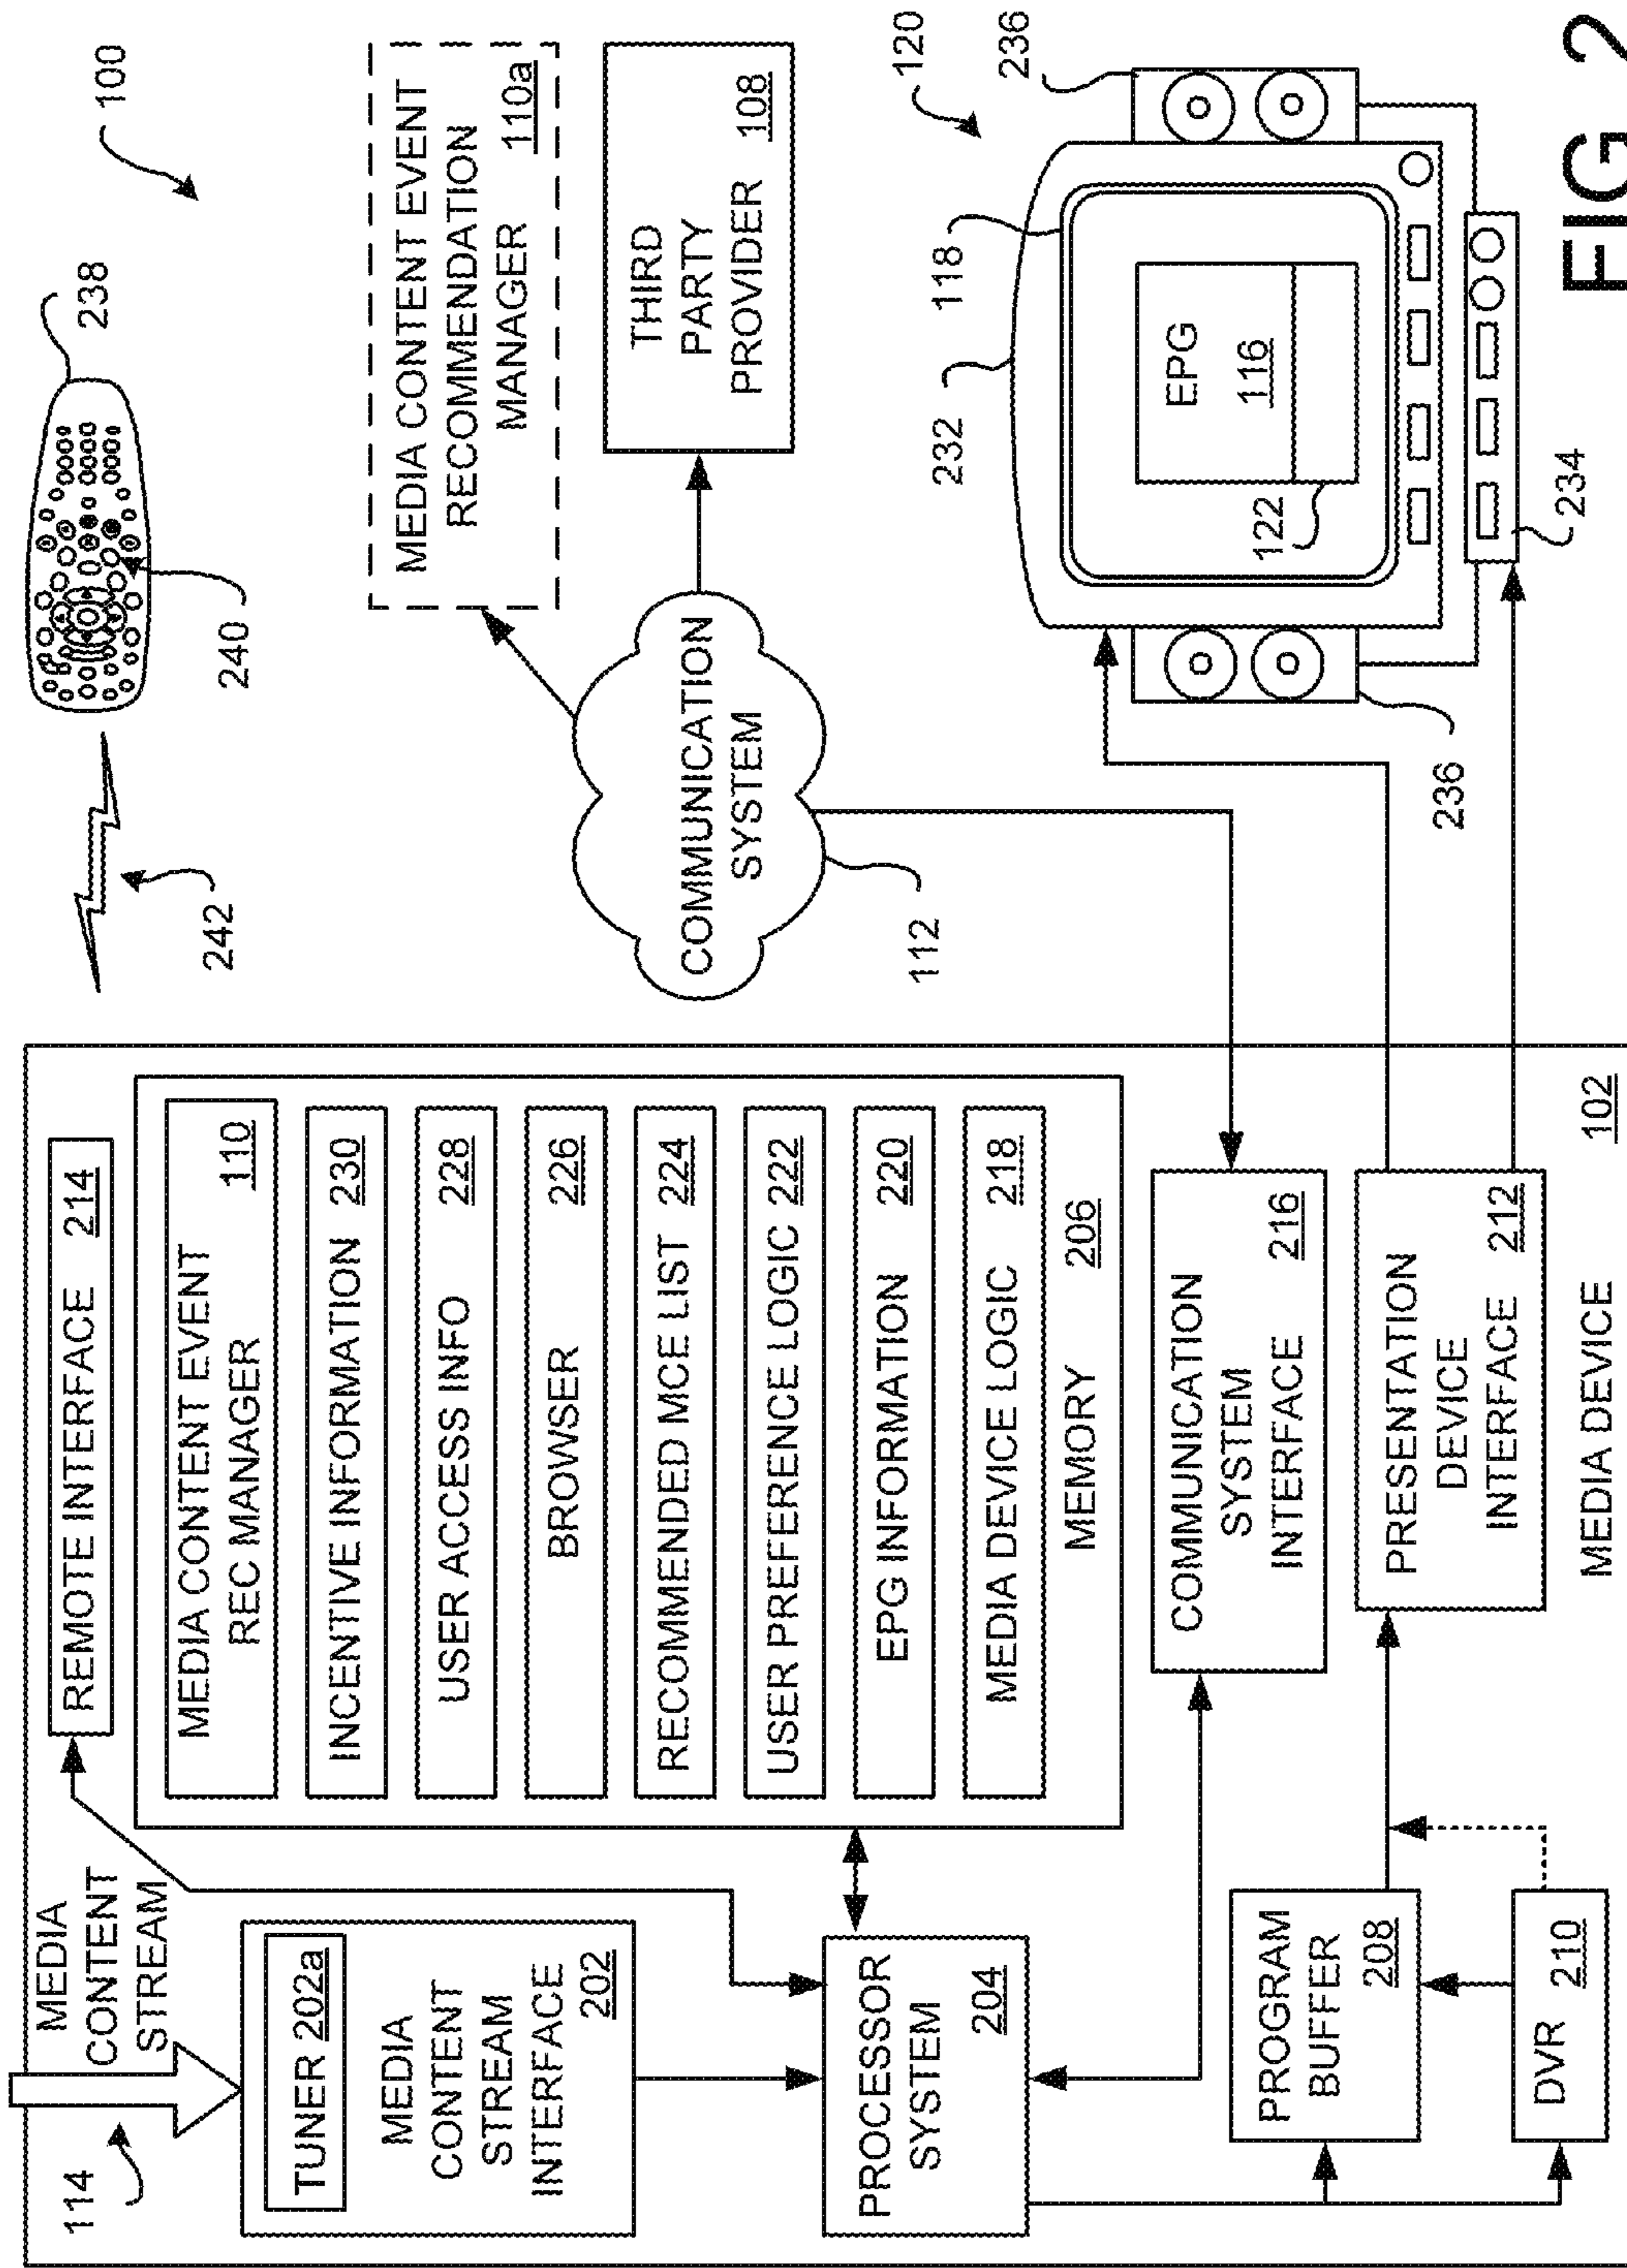 114
MEDIA
CONTENT
STREAM
TUNER 202a
MEDIA
CONTENT
STREAM
INTERFACE
202
PROCESSOR
SYSTEM
204
PROGRAM
BUFFER
208
DVR 210
REMOTE INTERFACE 214
MEDIA CONTENT EVENT
REC MANAGER
110
INCENTIVE INFORMATION 230
USER ACCESS INFO 228
BROWSER 226
RECOMMENDED MCE LIST 224
USER PREFERENCE LOGIC 222
EPG INFORMATION 220
MEDIA DEVICE LOGIC 218
MEMORY 206
COMMUNICATION
SYSTEM
INTERFACE 216
PRESENTATION
DEVICE
INTERFACE 212
MEDIA DEVICE 102
242
240
238
100
MEDIA CONTENT EVENT
RECOMMENDATION
MANAGER 110a
THIRD
PARTY
PROVIDER 108
COMMUNICATION
SYSTEM
112
232
118
120
236
EPG
116
122
236
234
FIG 2